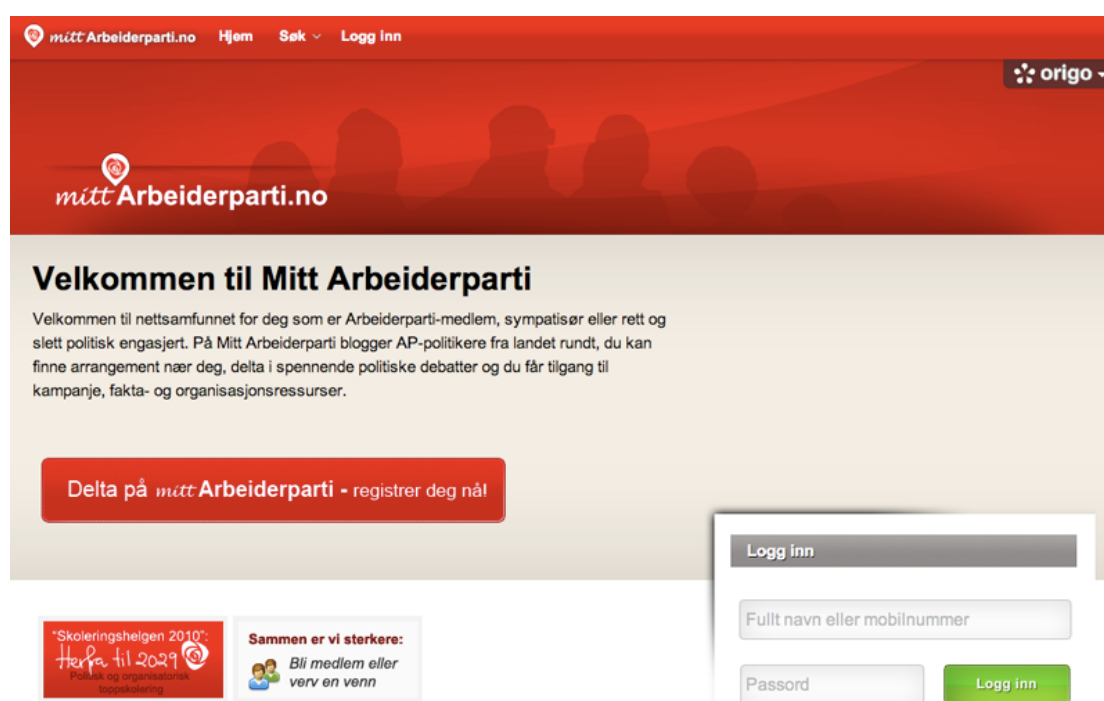 mitt Arbeiderparti.no Hjem Søk Logg inn
origo
mitt Arbeiderparti.no
Velkommen til Mitt Arbeiderparti
Velkommen til nettsamfunnet for deg som er Arbeiderparti-medlem, sympatisør eller rett og
slett politisk engasjert. På Mitt Arbeiderparti blogger AP-politikere fra landet rundt, du kan
finne arrangement nær deg, delta i spennende politiske debatter og du får tilgang til
kampanje, fakta- og organisasjonsressurser.
Delta på mitt Arbeiderparti - registrer deg nå!
Logg inn
Fullt navn eller mobilnummer
Passord Logg inn
"Skoleringshelgen 2010":
Herfra til 2029
Politisk og organisatorisk
toppskolering
Sammen er vi sterkere:
Bli medlem eller
verv en venn